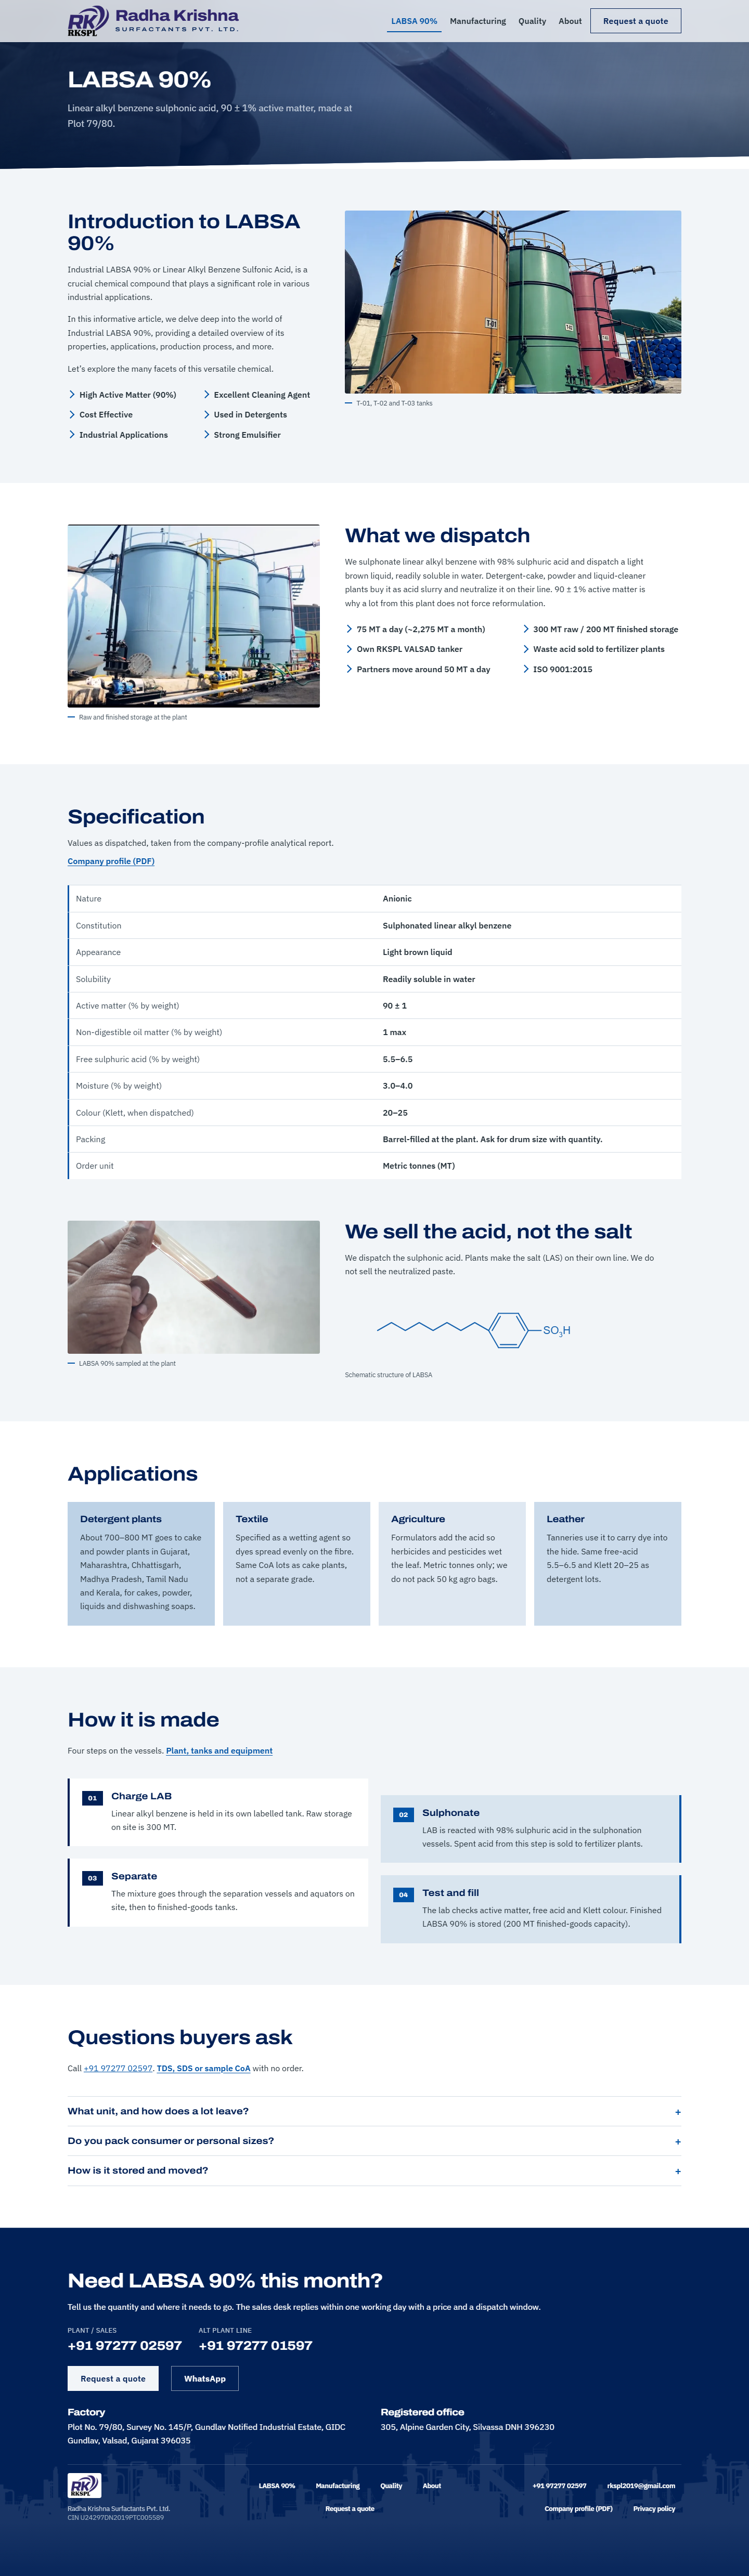 RK
RKSPL
Radha Krishna
SURFACTANTS PVT. LTD.
LABSA 90%
Manufacturing
Quality
About
Request a quote
LABSA 90%
Linear alkyl benzene sulphonic acid, 90 ± 1% active matter, made at
Plot 79/80.
Introduction to LABSA
90%
Industrial LABSA 90% or Linear Alkyl Benzene Sulfonic Acid, is a
crucial chemical compound that plays a significant role in various
industrial applications.
In this informative article, we delve deep into the world of
Industrial LABSA 90%, providing a detailed overview of its
properties, applications, production process, and more.
Let's explore the many facets of this versatile chemical.
High Active Matter (90%)
Excellent Cleaning Agent
Cost Effective
Used in Detergents
Industrial Applications
Strong Emulsifier
T-01
T-01, T-02 and T-03 tanks
Raw and finished storage at the plant
What we dispatch
We sulphonate linear alkyl benzene with 98% sulphuric acid and dispatch a light
brown liquid, readily soluble in water. Detergent-cake, powder and liquid-cleaner
plants buy it as acid slurry and neutralize it on their line. 90 ± 1% active matter is
why a lot from this plant does not force reformulation.
75 MT a day (~2,275 MT a month)
300 MT raw / 200 MT finished storage
Own RKSPL VALSAD tanker
Waste acid sold to fertilizer plants
Partners move around 50 MT a day
ISO 9001:2015
Specification
Values as dispatched, taken from the company-profile analytical report.
Company profile (PDF)
Nature Anionic
Constitution Sulphonated linear alkyl benzene
Appearance Light brown liquid
Solubility Readily soluble in water
Active matter (% by weight) 90 ± 1
Non-digestible oil matter (% by weight) 1 max
Free sulphuric acid (% by weight) 5.5–6.5
Moisture (% by weight) 3.0–4.0
Colour (Klett, when dispatched) 20–25
Packing Barrel-filled at the plant. Ask for drum size with quantity.
Order unit Metric tonnes (MT)
LABSA 90% sampled at the plant
We sell the acid, not the salt
We dispatch the sulphonic acid. Plants make the salt (LAS) on their own line. We do
not sell the neutralized paste.
SO3H
Schematic structure of LABSA
Applications
Detergent plants
About 700–800 MT goes to cake
and powder plants in Gujarat,
Maharashtra, Chhattisgarh,
Madhya Pradesh, Tamil Nadu
and Kerala, for cakes, powder,
liquids and dishwashing soaps.
Textile
Specified as a wetting agent so
dyes spread evenly on the fibre.
Same CoA lots as cake plants,
not a separate grade.
Agriculture
Formulators add the acid so
herbicides and pesticides wet
the leaf. Metric tonnes only; we
do not pack 50 kg agro bags.
Leather
Tanneries use it to carry dye into
the hide. Same free-acid
5.5–6.5 and Klett 20–25 as
detergent lots.
How it is made
Four steps on the vessels. Plant, tanks and equipment
01
Charge LAB
Linear alkyl benzene is held in its own labelled tank. Raw storage
on site is 300 MT.
02
Sulphonate
LAB is reacted with 98% sulphuric acid in the sulphonation
vessels. Spent acid from this step is sold to fertilizer plants.
03
Separate
The mixture goes through the separation vessels and aquators on
site, then to finished-goods tanks.
04
Test and fill
The lab checks active matter, free acid and Klett colour. Finished
LABSA 90% is stored (200 MT finished-goods capacity).
Questions buyers ask
Call +91 97277 02597. TDS, SDS or sample CoA with no order.
What unit, and how does a lot leave? +
Do you pack consumer or personal sizes? +
How is it stored and moved? +
Need LABSA 90% this month?
Tell us the quantity and where it needs to go. The sales desk replies within one working day with a price and a dispatch window.
PLANT / SALES
+91 97277 02597
ALT PLANT LINE
+91 97277 01597
Request a quote
WhatsApp
Factory
Plot No. 79/80, Survey No. 145/P, Gundlav Notified Industrial Estate, GIDC
Gundlav, Valsad, Gujarat 396035
Registered office
305, Alpine Garden City, Silvassa DNH 396230
RK
RKSPL
Radha Krishna Surfactants Pvt. Ltd.
CIN U24297DN2019PTC005589
LABSA 90%
Manufacturing
Quality
About
Request a quote
+91 97277 02597
rkspl2019@gmail.com
Company profile (PDF)
Privacy policy